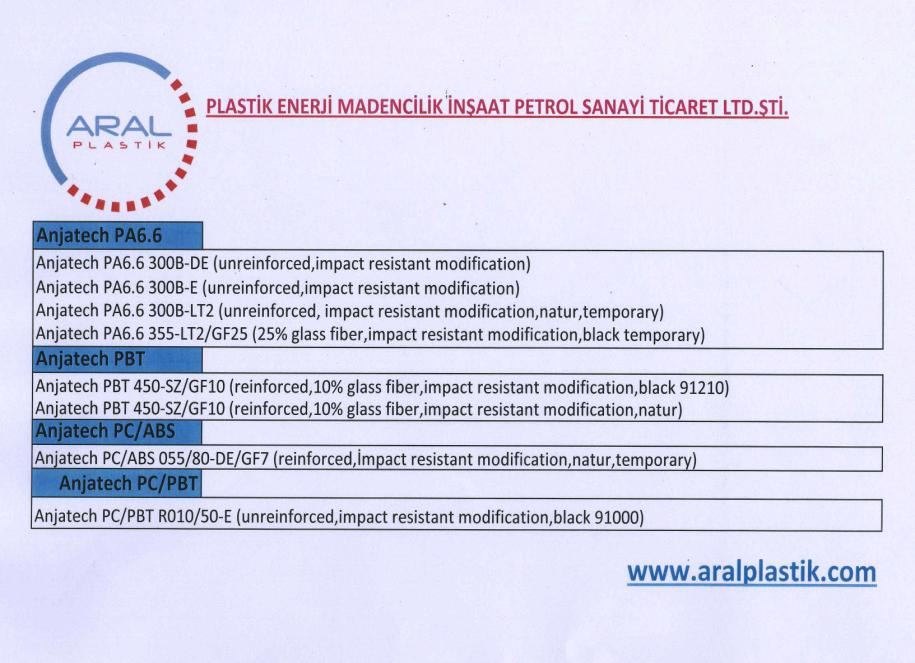 ARAL
PLASTİK
PLASTİK ENERJİ MADENCİLİK İNŞAAT PETROL SANAYİ TİCARET LTD.ŞTİ.
Anjatech PA6.6
Anjatech PA6.6 300B-DE (unreinforced,impact resistant modification)
Anjatech PA6.6 300B-E (unreinforced,impact resistant modification)
Anjatech PA6.6 300B-LT2 (unreinforced, impact resistant modification,natur,temporary)
Anjatech PA6.6 355-LT2/GF25 (25% glass fiber,impact resistant modification,black temporary)
Anjatech PBT
Anjatech PBT 450-SZ/GF10 (reinforced,10% glass fiber,impact resistant modification,black 91210)
Anjatech PBT 450-SZ/GF10 (reinforced,10% glass fiber,impact resistant modification,natur)
Anjatech PC/ABS
Anjatech PC/ABS 055/80-DE/GF7 (reinforced,İmpact resistant modification,natur,temporary)
Anjatech PC/PBT
Anjatech PC/PBT R010/50-E (unreinforced,impact resistant modification,black 91000)
www.aralplastik.com